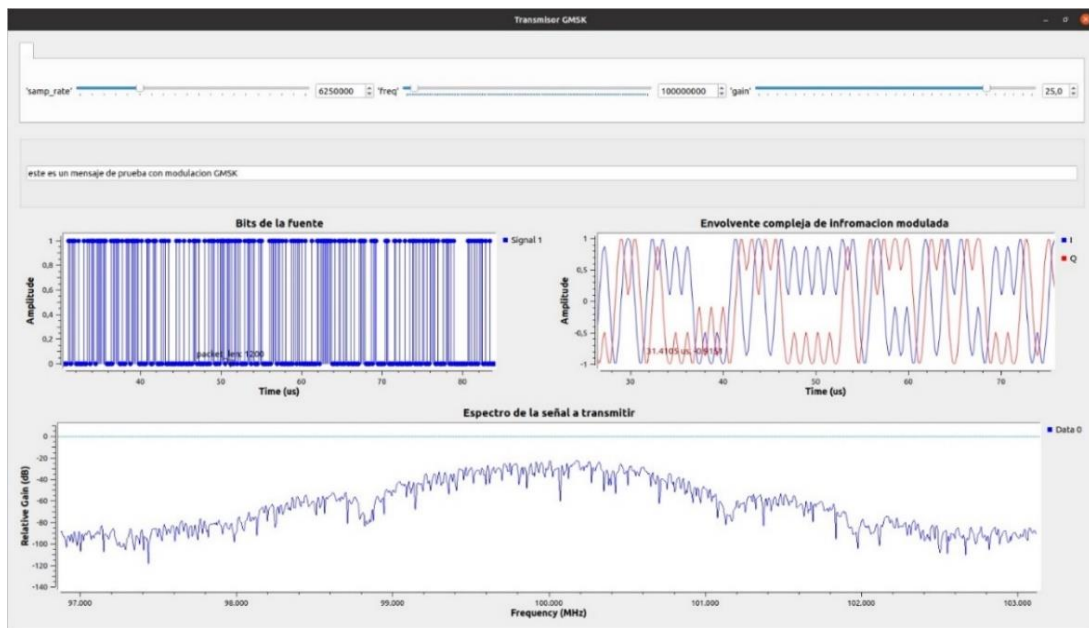 Transmisor GMSK
'samp_rate' 6250000 'freq' 100000000 'gain' 25,0
este es un mensaje de prueba con modulacion GMSK
Bits de la fuente
Signal 1
Amplitude
1
0,8
0,6
0,4
0,2
0
packet_len: 1200
40 50 60 70 80
Time (us)
Envolvente compleja de infromacion modulada
I
Q
Amplitude
1
0,5
0
-0,5
-1
31.4105 us, -0.9151
30 40 50 60 70
Time (us)
Espectro de la señal a transmitir
Data 0
Relative Gain (dB)
0
-20
-40
-60
-80
-100
-120
-140
97.000 98.000 99.000 100.000 101.000 102.000 103.000
Frequency (MHz)